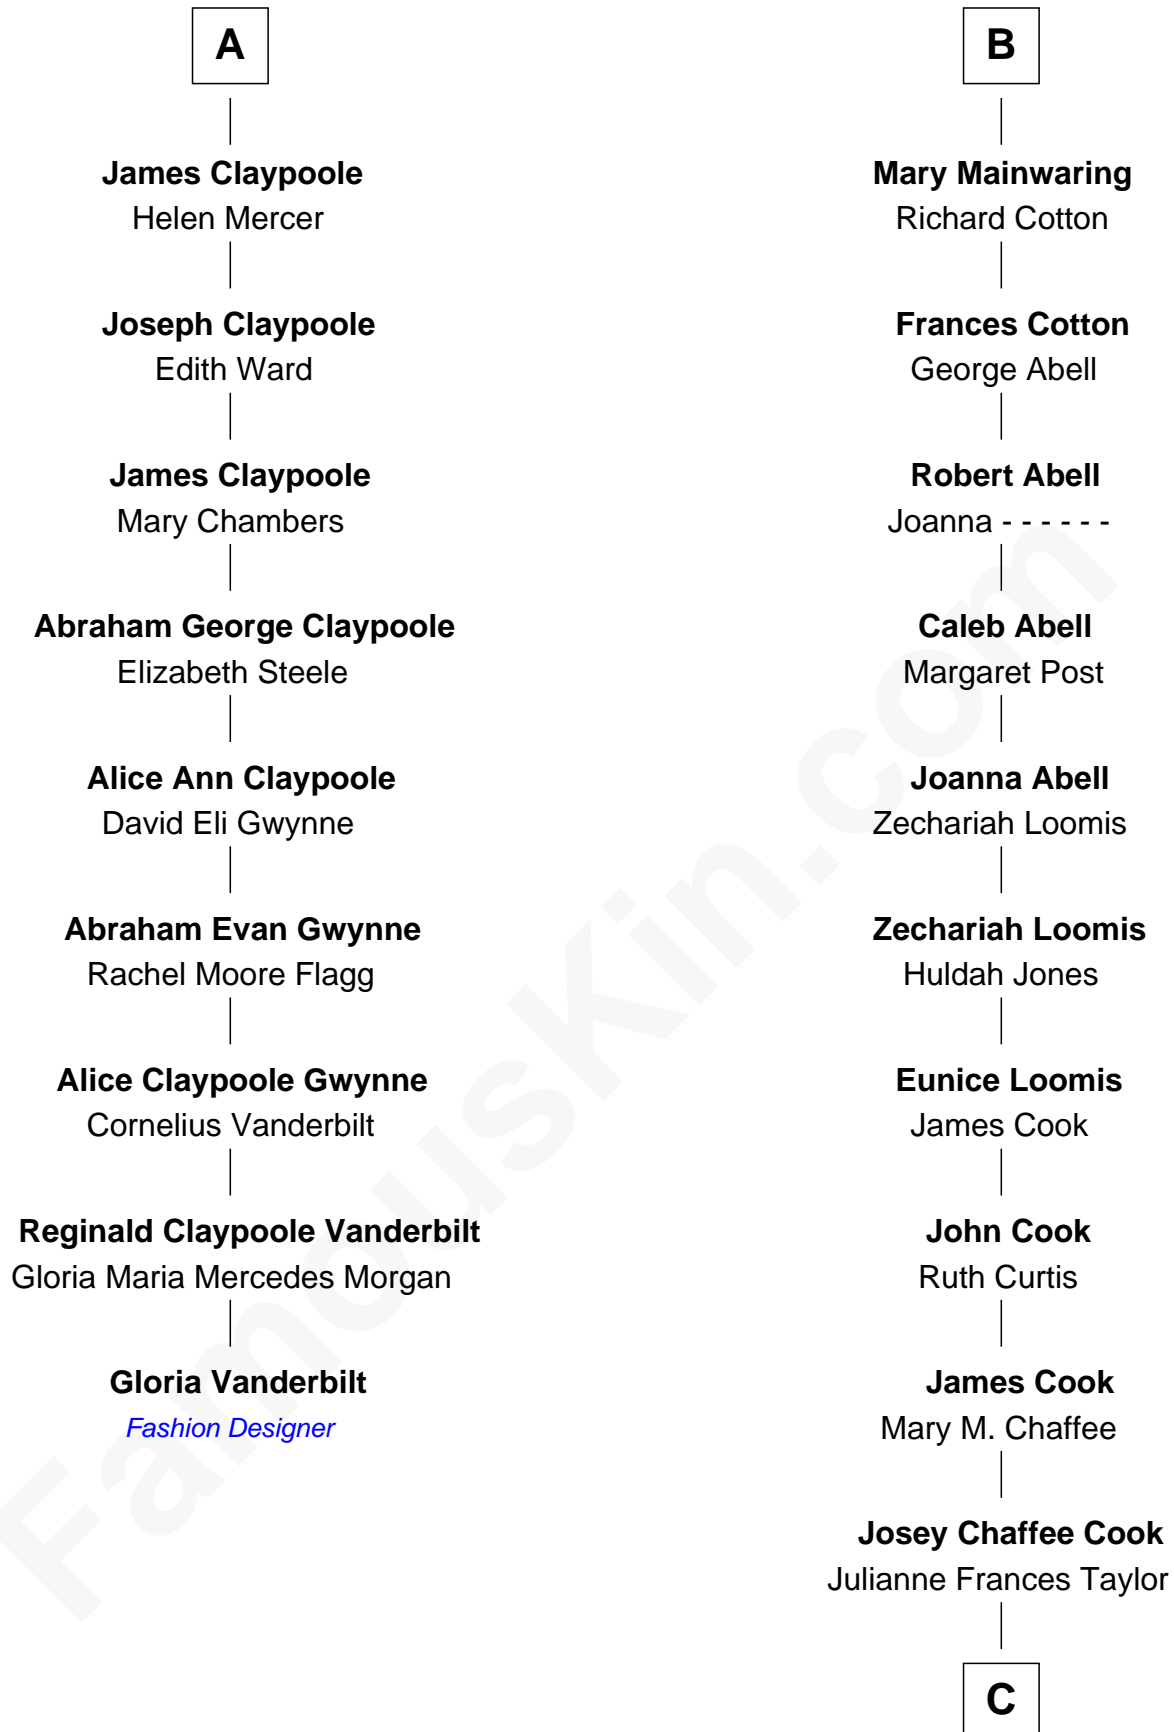 A
James Claypoole
Helen Mercer
Joseph Claypoole
Edith Ward
James Claypoole
Mary Chambers
Abraham George Claypoole
Elizabeth Steele
Alice Ann Claypoole
David Eli Gwynne
Abraham Evan Gwynne
Rachel Moore Flagg
Alice Claypoole Gwynne
Cornelius Vanderbilt
Reginald Claypoole Vanderbilt
Gloria Maria Mercedes Morgan
Gloria Vanderbilt
Fashion Designer
B
Mary Mainwaring
Richard Cotton
Frances Cotton
George Abell
Robert Abell
Joanna - - - - - -
Caleb Abell
Margaret Post
Joanna Abell
Zechariah Loomis
Zechariah Loomis
Huldah Jones
Eunice Loomis
James Cook
John Cook
Ruth Curtis
James Cook
Mary M. Chaffee
Josey Chaffee Cook
Julianne Frances Taylor
C
FamousKin.com